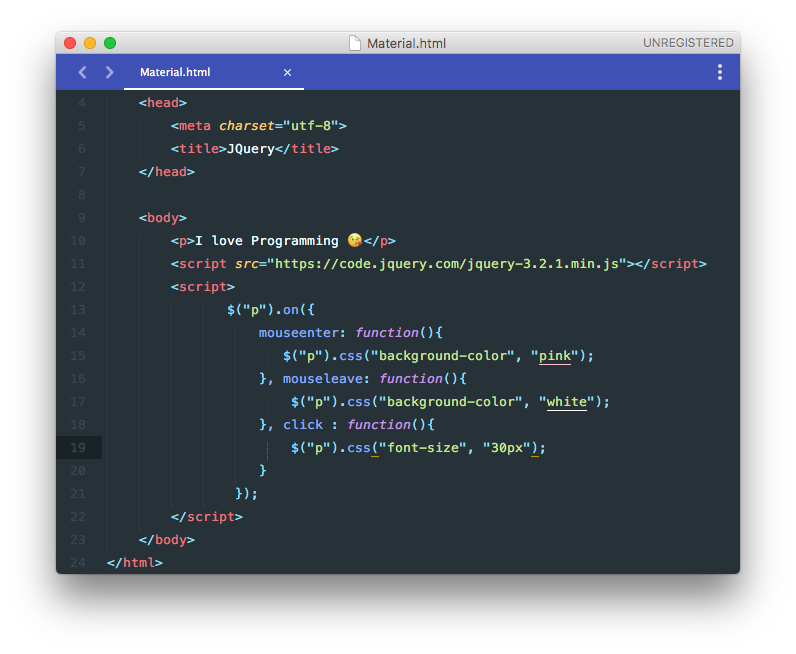 Material.html
UNREGISTERED
Material.html ×
4 <head>
5 <meta charset="utf-8">
6 <title>JQuery</title>
7 </head>
8
9 <body>
10 <p>I love Programming 😘</p>
11 <script src="https://code.jquery.com/jquery-3.2.1.min.js"></script>
12 <script>
13 $("p").on({
14 mouseenter: function(){
15 $("p").css("background-color", "pink");
16 }, mouseleave: function(){
17 $("p").css("background-color", "white");
18 }, click : function(){
19 $("p").css("font-size", "30px");
20 }
21 });
22 </script>
23 </body>
24 </html>